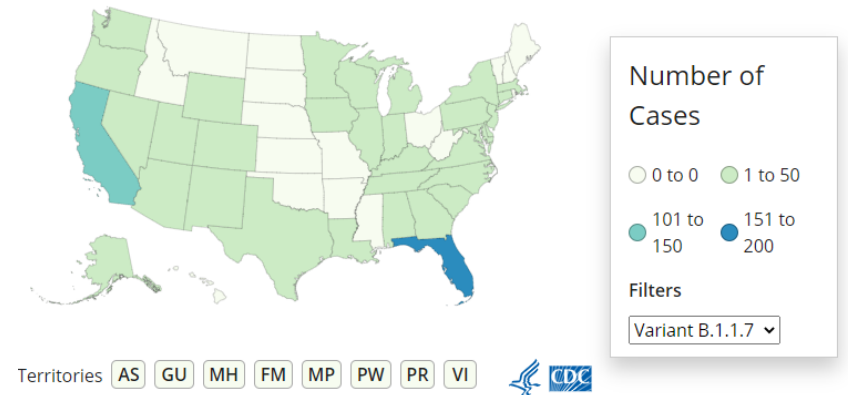 Number of
Cases
0 to 0
1 to 50
101 to
150
151 to
200
Filters
Variant B.1.1.7
Territories AS GU MH FM MP PW PR VI
CDC